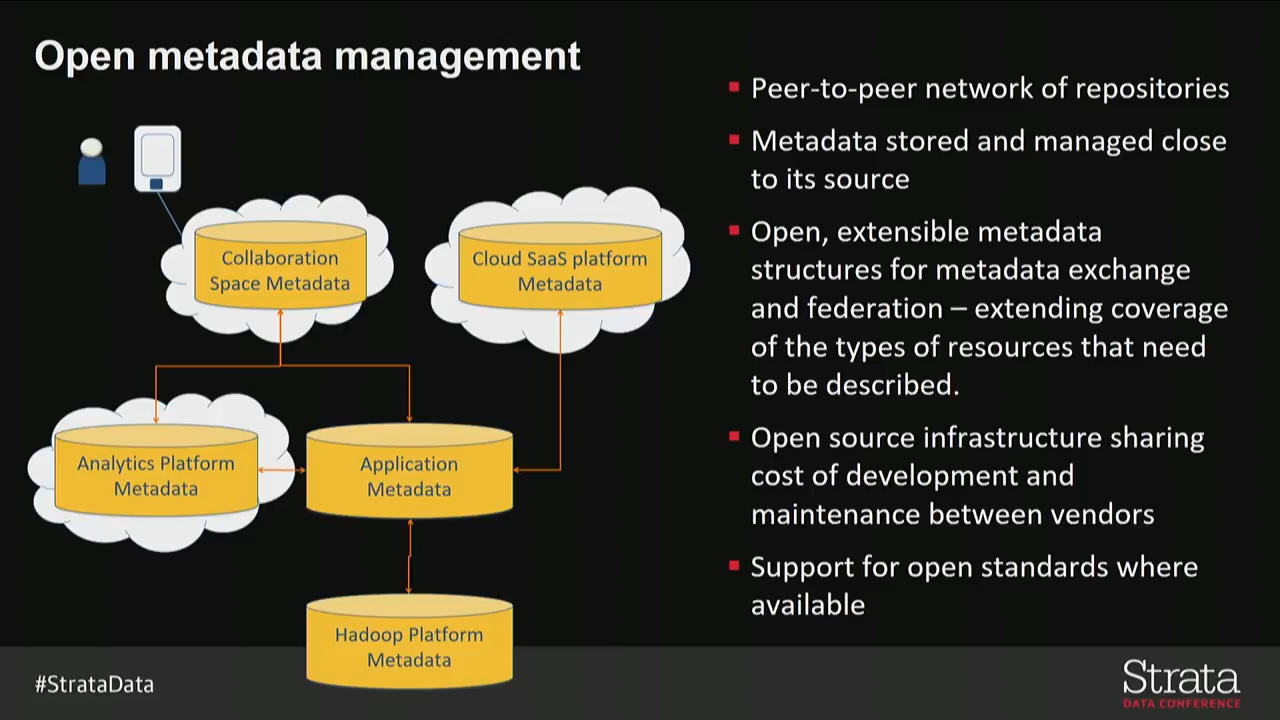 Open metadata management
Collaboration
Space Metadata
Cloud SaaS platform
Metadata
Analytics Platform
Metadata
Application
Metadata
Hadoop Platform
Metadata
Peer-to-peer network of repositories
Metadata stored and managed close
to its source
Open, extensible metadata
structures for metadata exchange
and federation – extending coverage
of the types of resources that need
to be described.
Open source infrastructure sharing
cost of development and
maintenance between vendors
Support for open standards where
available
#StrataData
Strata
DATA CONFERENCE